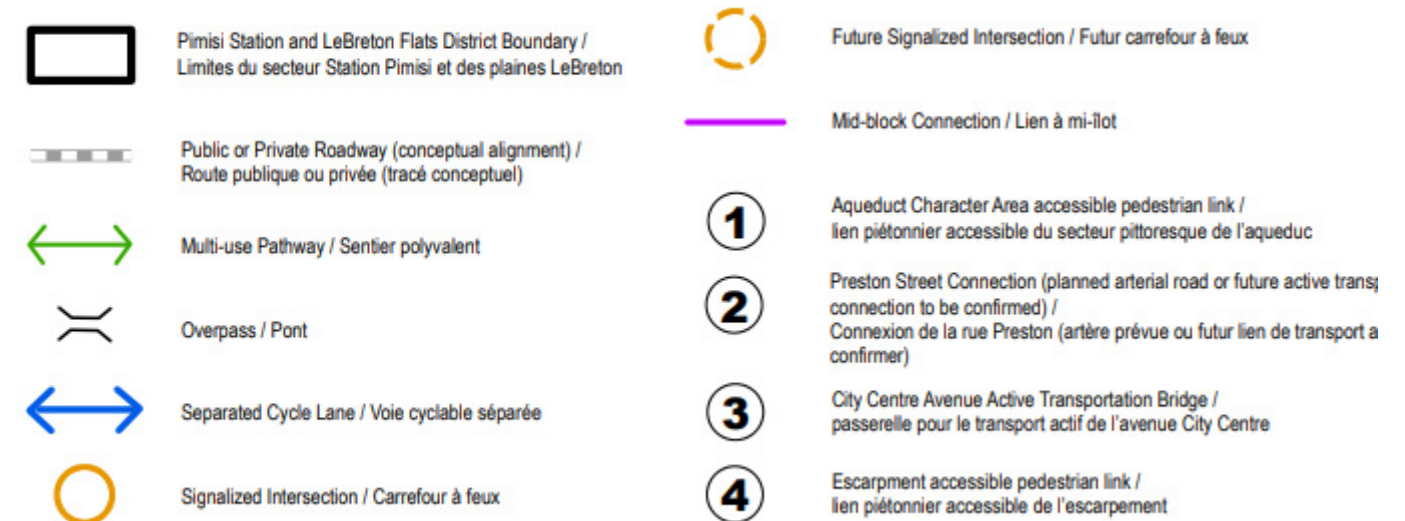 Pimisi Station and LeBreton Flats District Boundary /
Limites du secteur Station Pimisi et des plaines LeBreton
Public or Private Roadway (conceptual alignment) /
Route publique ou privée (tracé conceptuel)
Multi-use Pathway / Sentier polyvalent
Overpass / Pont
Separated Cycle Lane / Voie cyclable séparée
Signalized Intersection / Carrefour à feux
Future Signalized Intersection / Futur carrefour à feux
Mid-block Connection / Lien à mi-îlot
1
Aqueduct Character Area accessible pedestrian link /
lien piétonnier accessible du secteur pittoresque de l'aqueduc
2
Preston Street Connection (planned arterial road or future active transp
connection to be confirmed) /
Connexion de la rue Preston (artère prévue ou futur lien de transport a
confirmer)
3
City Centre Avenue Active Transportation Bridge /
passerelle pour le transport actif de l'avenue City Centre
4
Escarpment accessible pedestrian link /
lien piétonnier accessible de l'escarpement